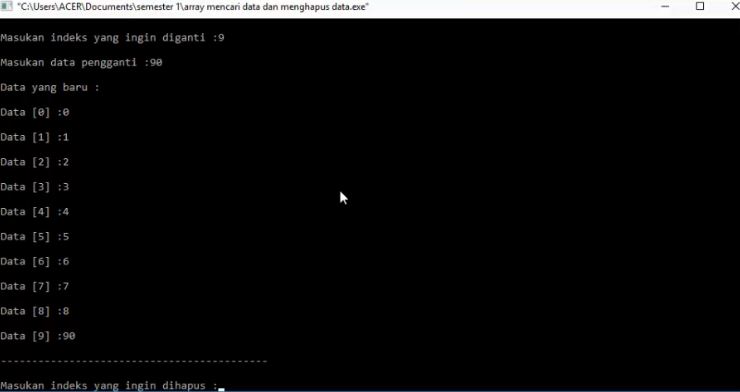 "C:\Users\ACER\Documents\semester 1\array mencari data dan menghapus data.exe"
Masukan indeks yang ingin diganti :9
Masukan data pengganti :90
Data yang baru :
Data [0] :0
Data [1] :1
Data [2] :2
Data [3] :3
Data [4] :4
Data [5] :5
Data [6] :6
Data [7] :7
Data [8] :8
Data [9] :90
-------------------------------------------
Masukan indeks yang ingin dihapus :_